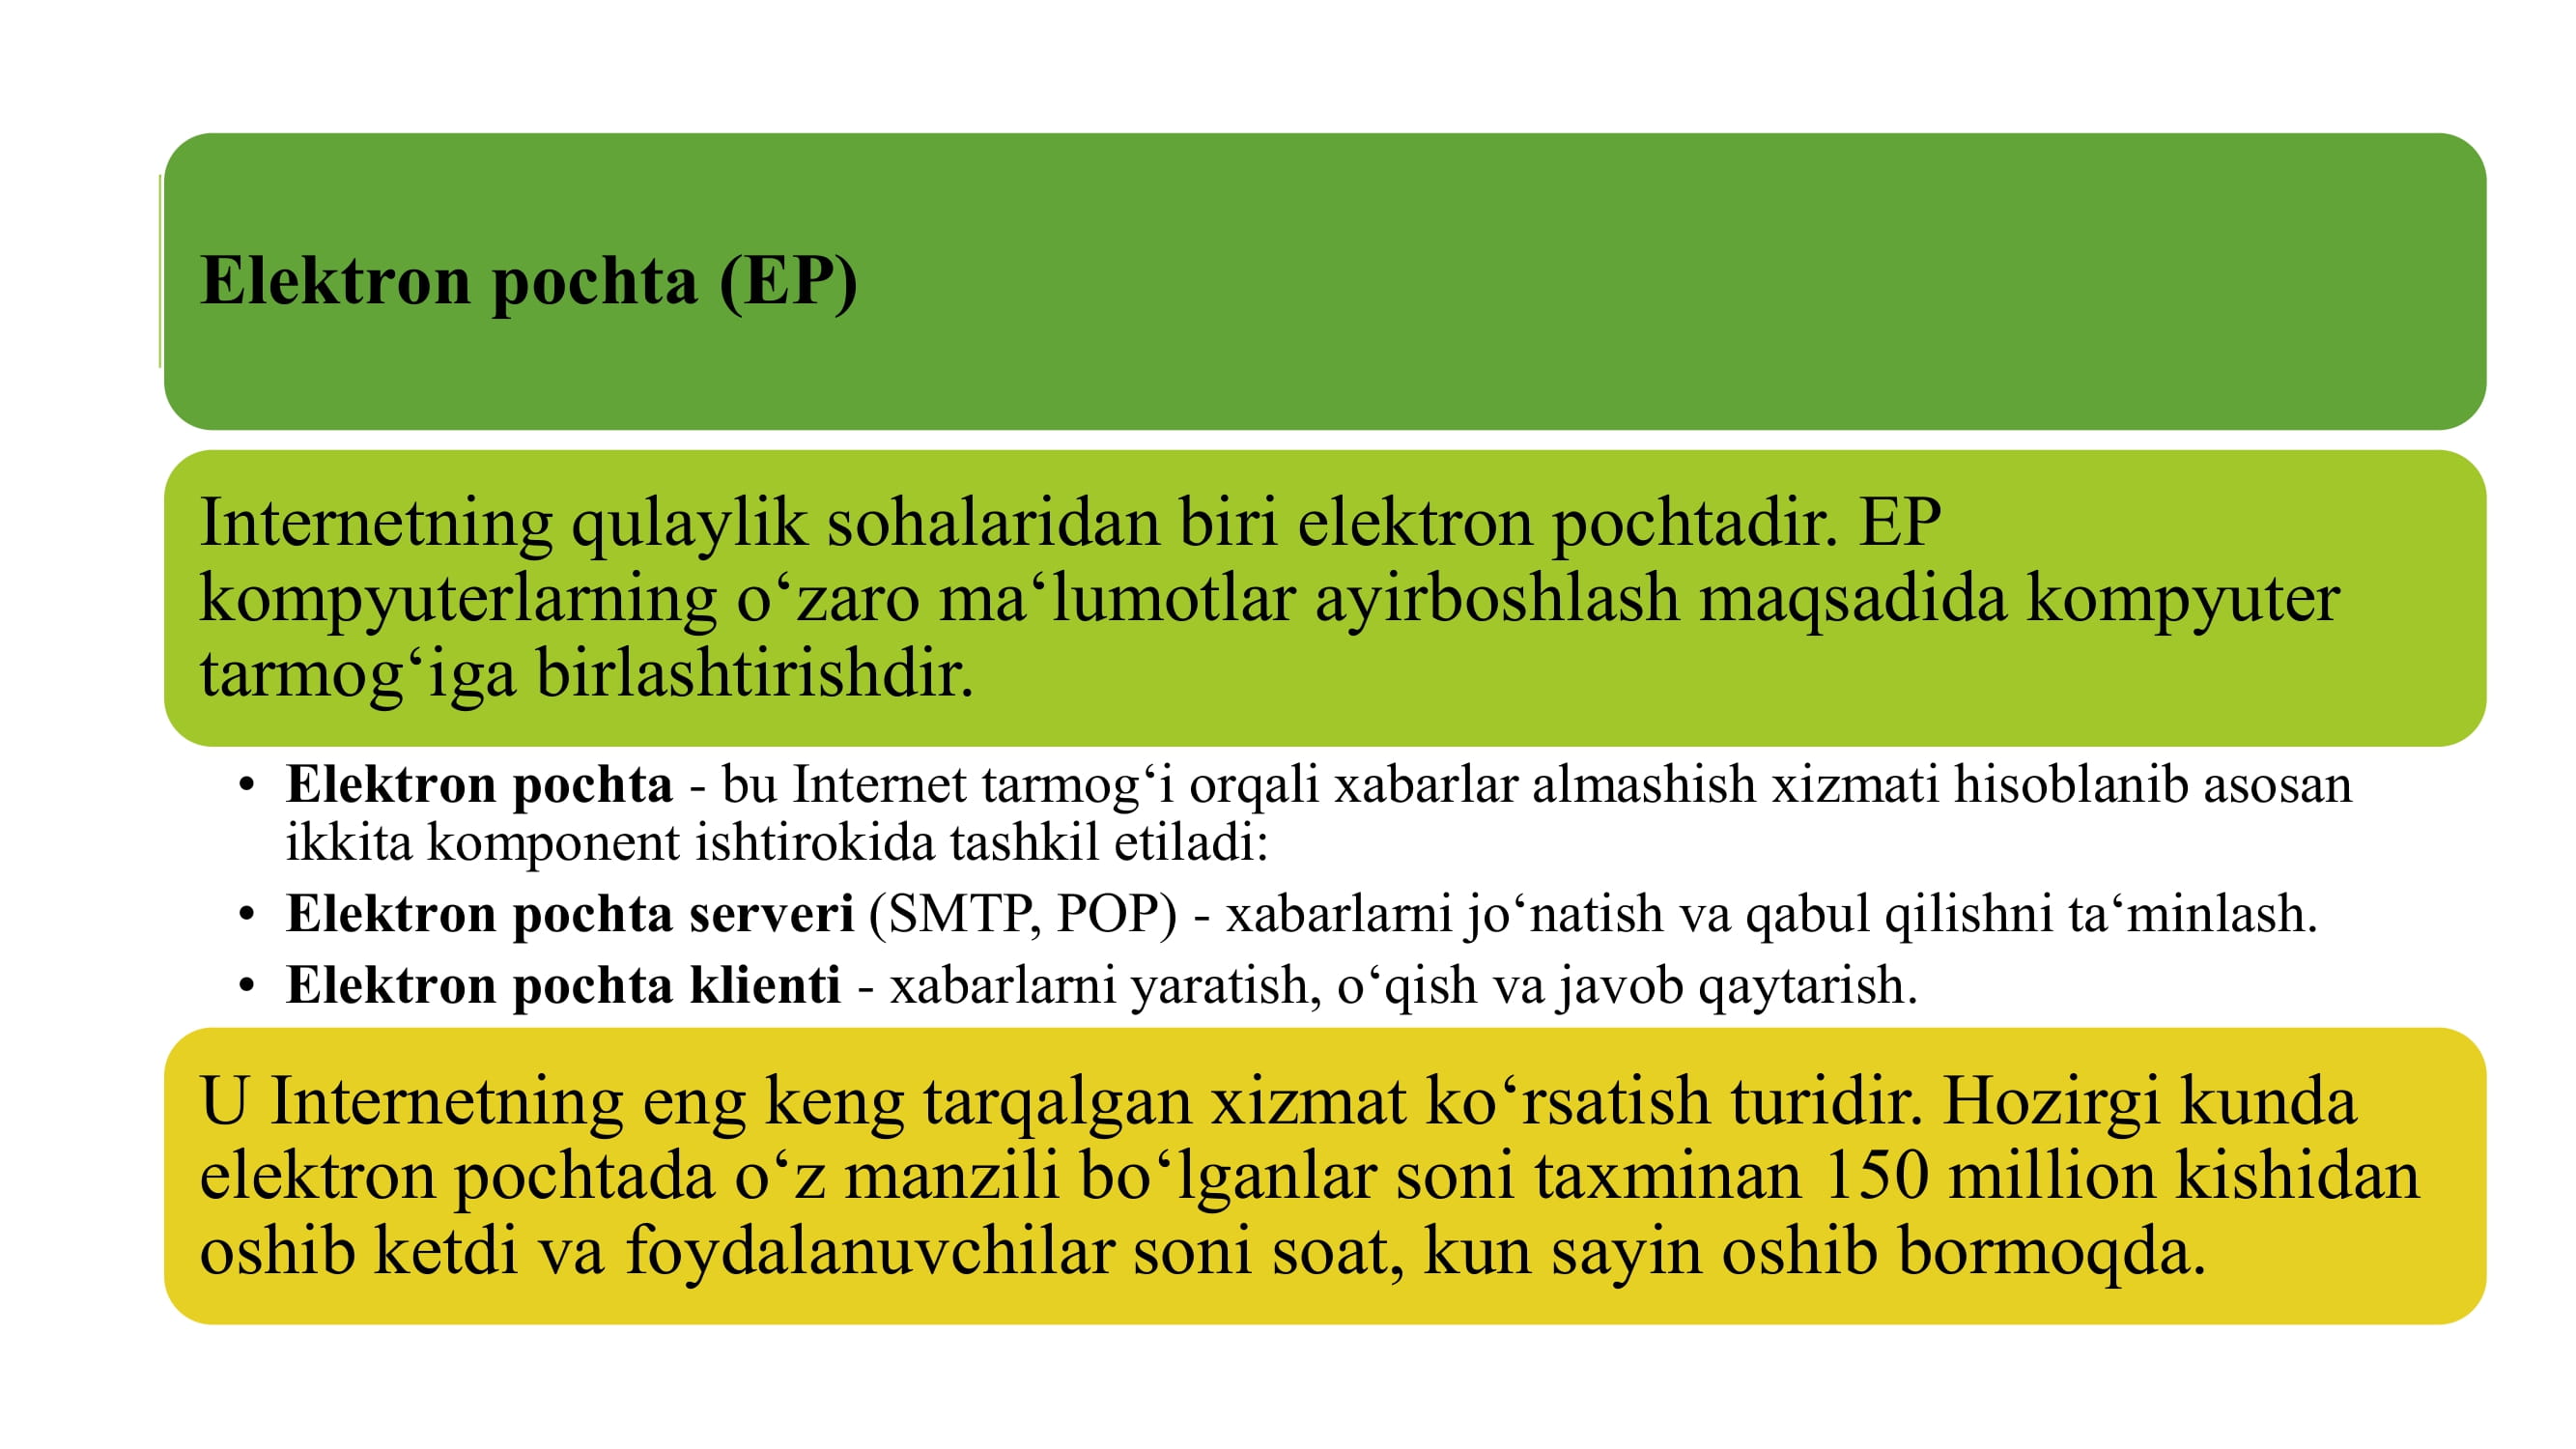 Elektron pochta (EP)
Internetning qulaylik sohalaridan biri elektron pochtadir. EP
kompyuterlarning o‘zaro ma‘lumotlar ayirboshlash maqsadida kompyuter
tarmog‘iga birlashtirishdir.
• Elektron pochta - bu Internet tarmog‘i orqali xabarlar almashish xizmati hisoblanib asosan
ikkita komponent ishtirokida tashkil etiladi:
• Elektron pochta serveri (SMTP, POP) - xabarlarni jo‘natish va qabul qilishni ta‘minlash.
• Elektron pochta klienti - xabarlarni yaratish, o‘qish va javob qaytarish.
U Internetning eng keng tarqalgan xizmat ko‘rsatish turidir. Hozirgi kunda
elektron pochtada o‘z manzili bo‘lganlar soni taxminan 150 million kishidan
oshib ketdi va foydalanuvchilar soni soat, kun sayin oshib bormoqda.